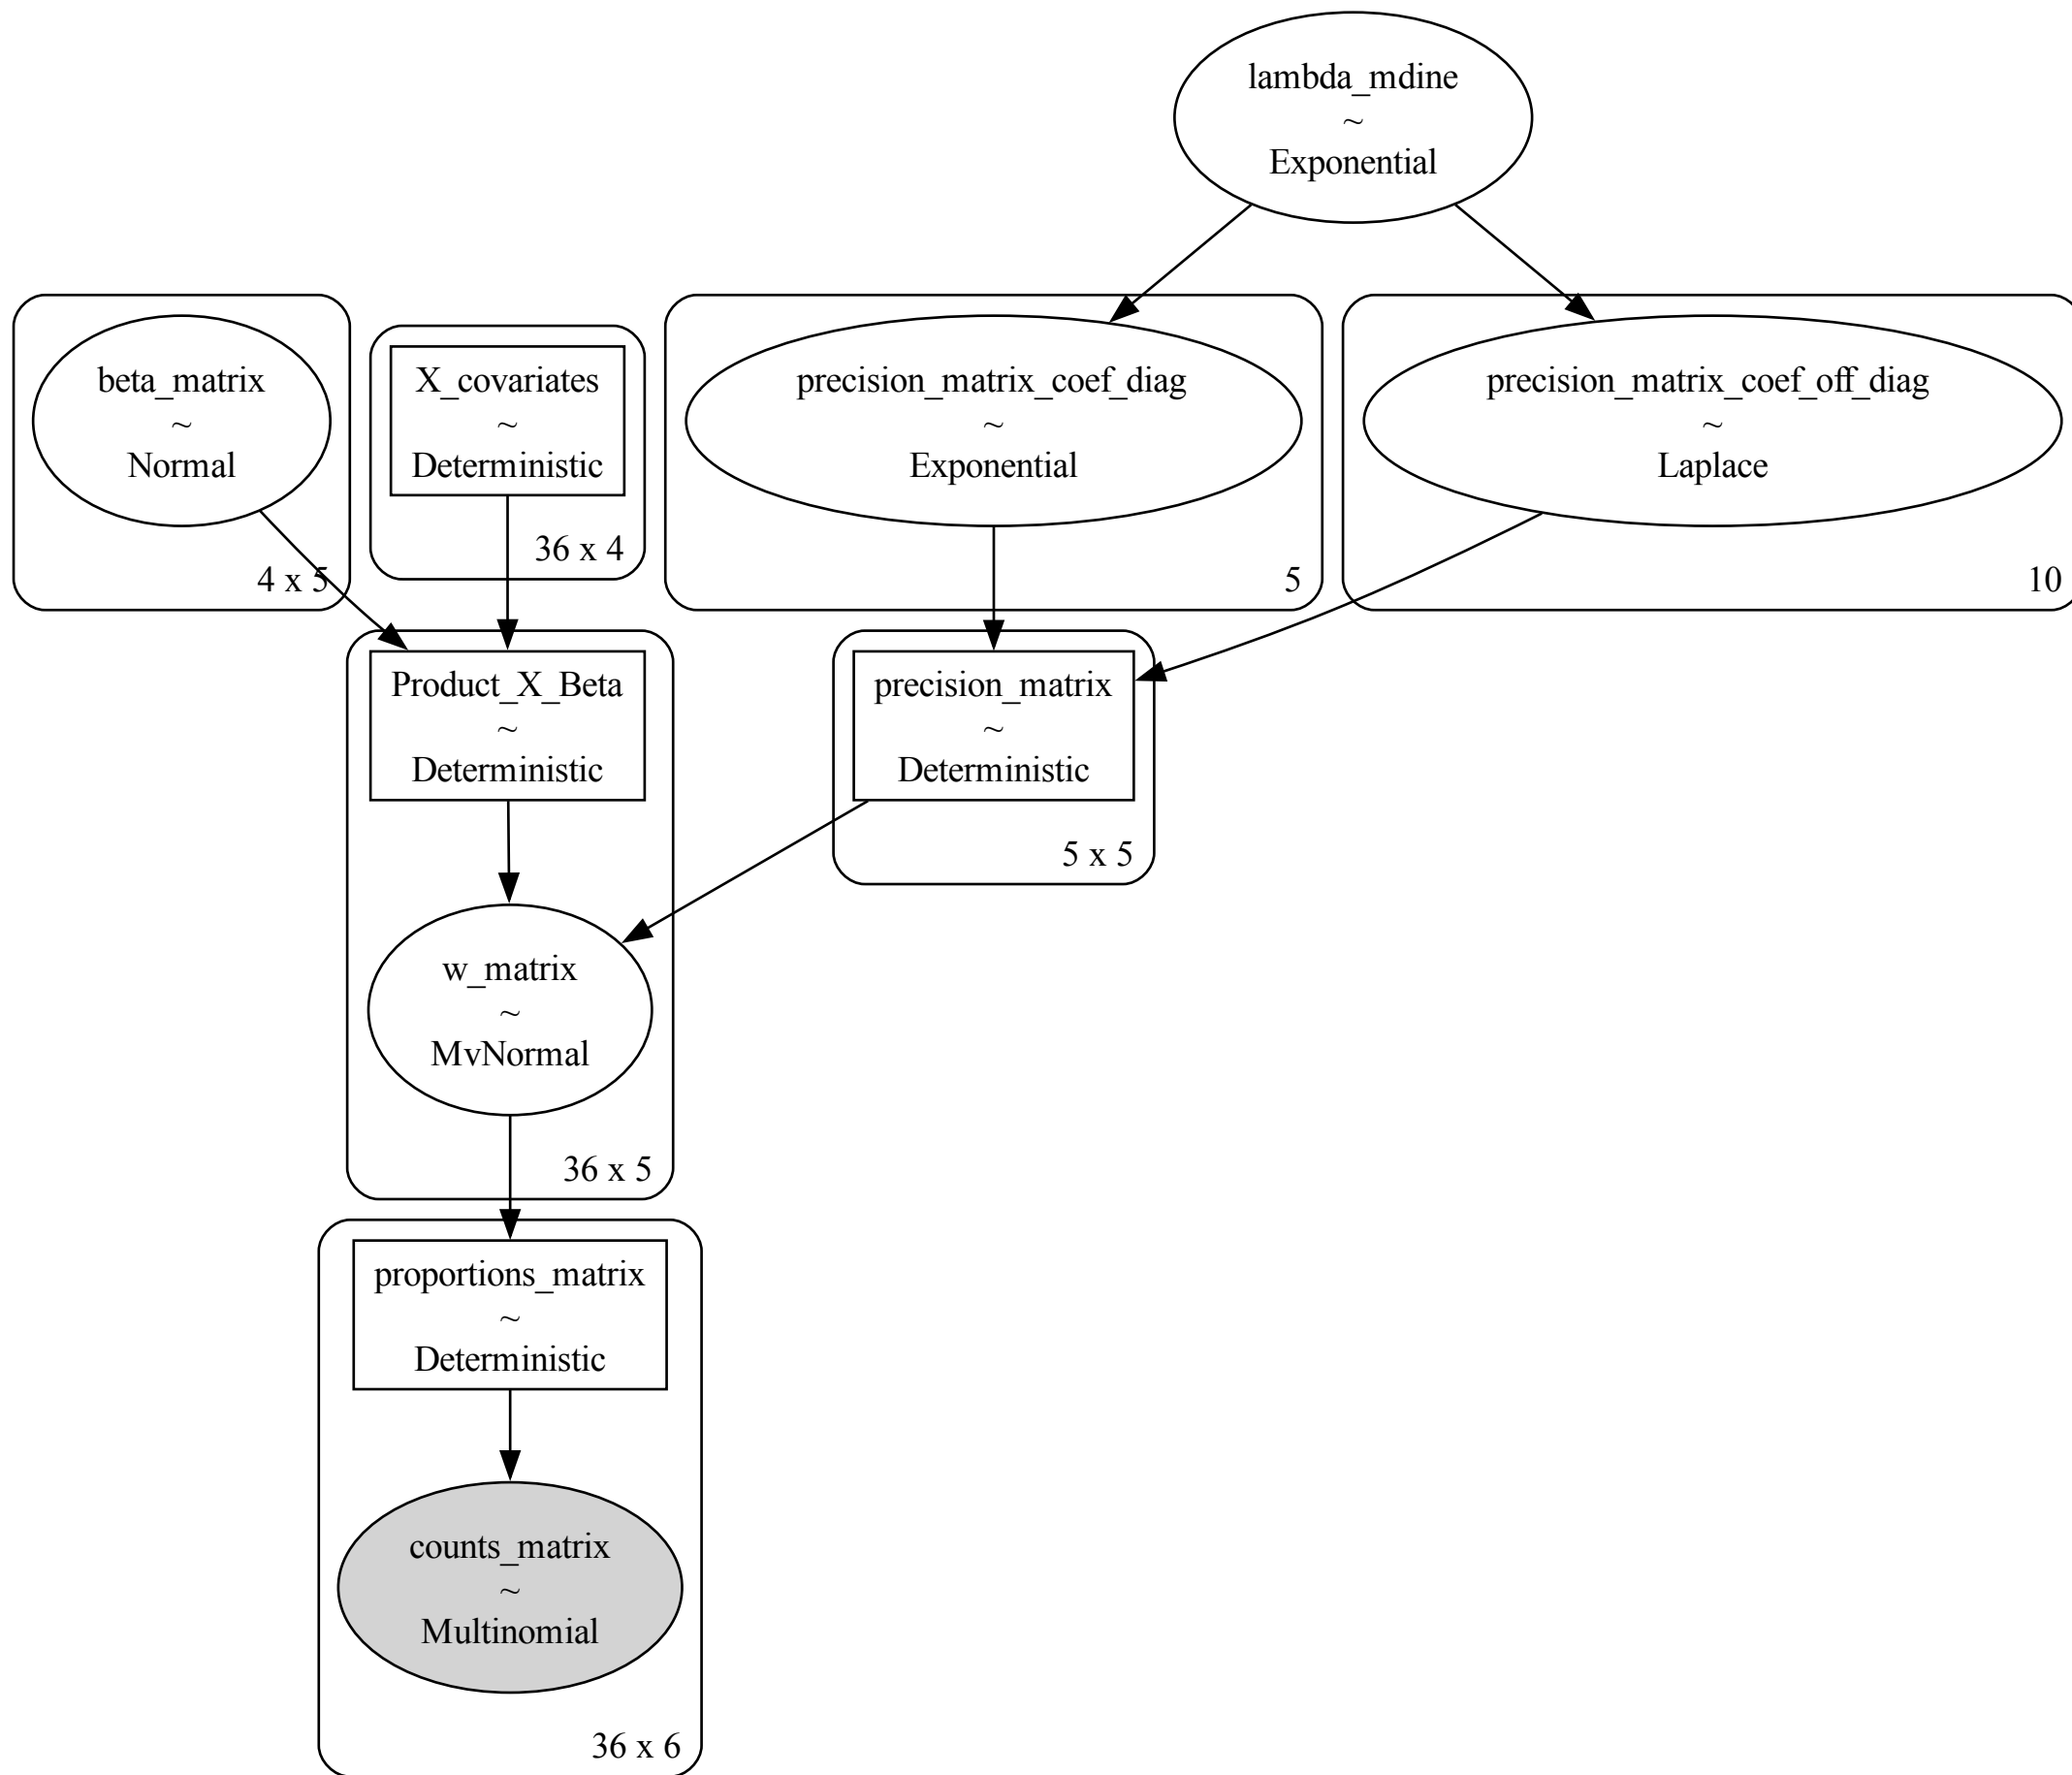 lambda_mdine
~
Exponential
beta_matrix
~
Normal
4 x 5
X_covariates
~
Deterministic
36 x 4
precision_matrix_coef_diag
~
Exponential
5
precision_matrix_coef_off_diag
~
Laplace
10
Product_X_Beta
~
Deterministic
precision_matrix
~
Deterministic
5 x 5
w_matrix
~
MvNormal
36 x 5
proportions_matrix
~
Deterministic
counts_matrix
~
Multinomial
36 x 6